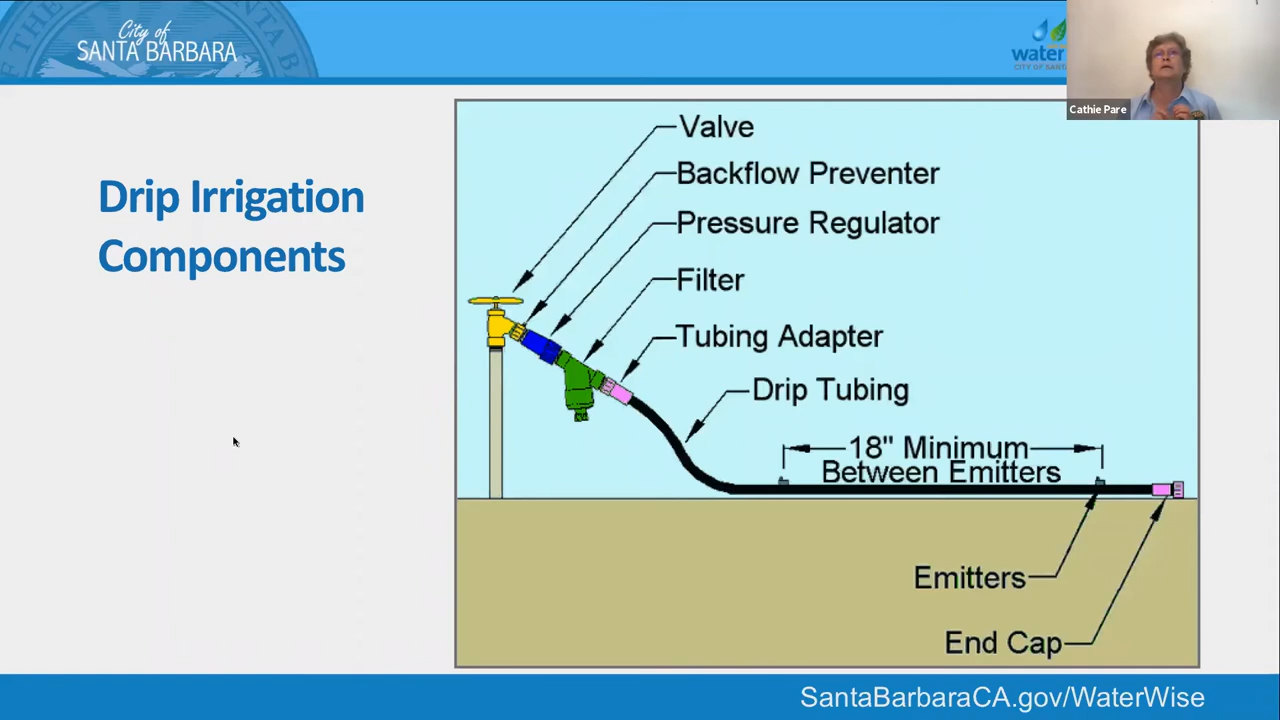 City of
SANTA BARBARA
water
CITY OF SANTA
Cathie Pare
Drip Irrigation
Components
Valve
Backflow Preventer
Pressure Regulator
Filter
Tubing Adapter
Drip Tubing
18" Minimum
Between Emitters
Emitters
End Cap
SantaBarbaraCA.gov/WaterWise